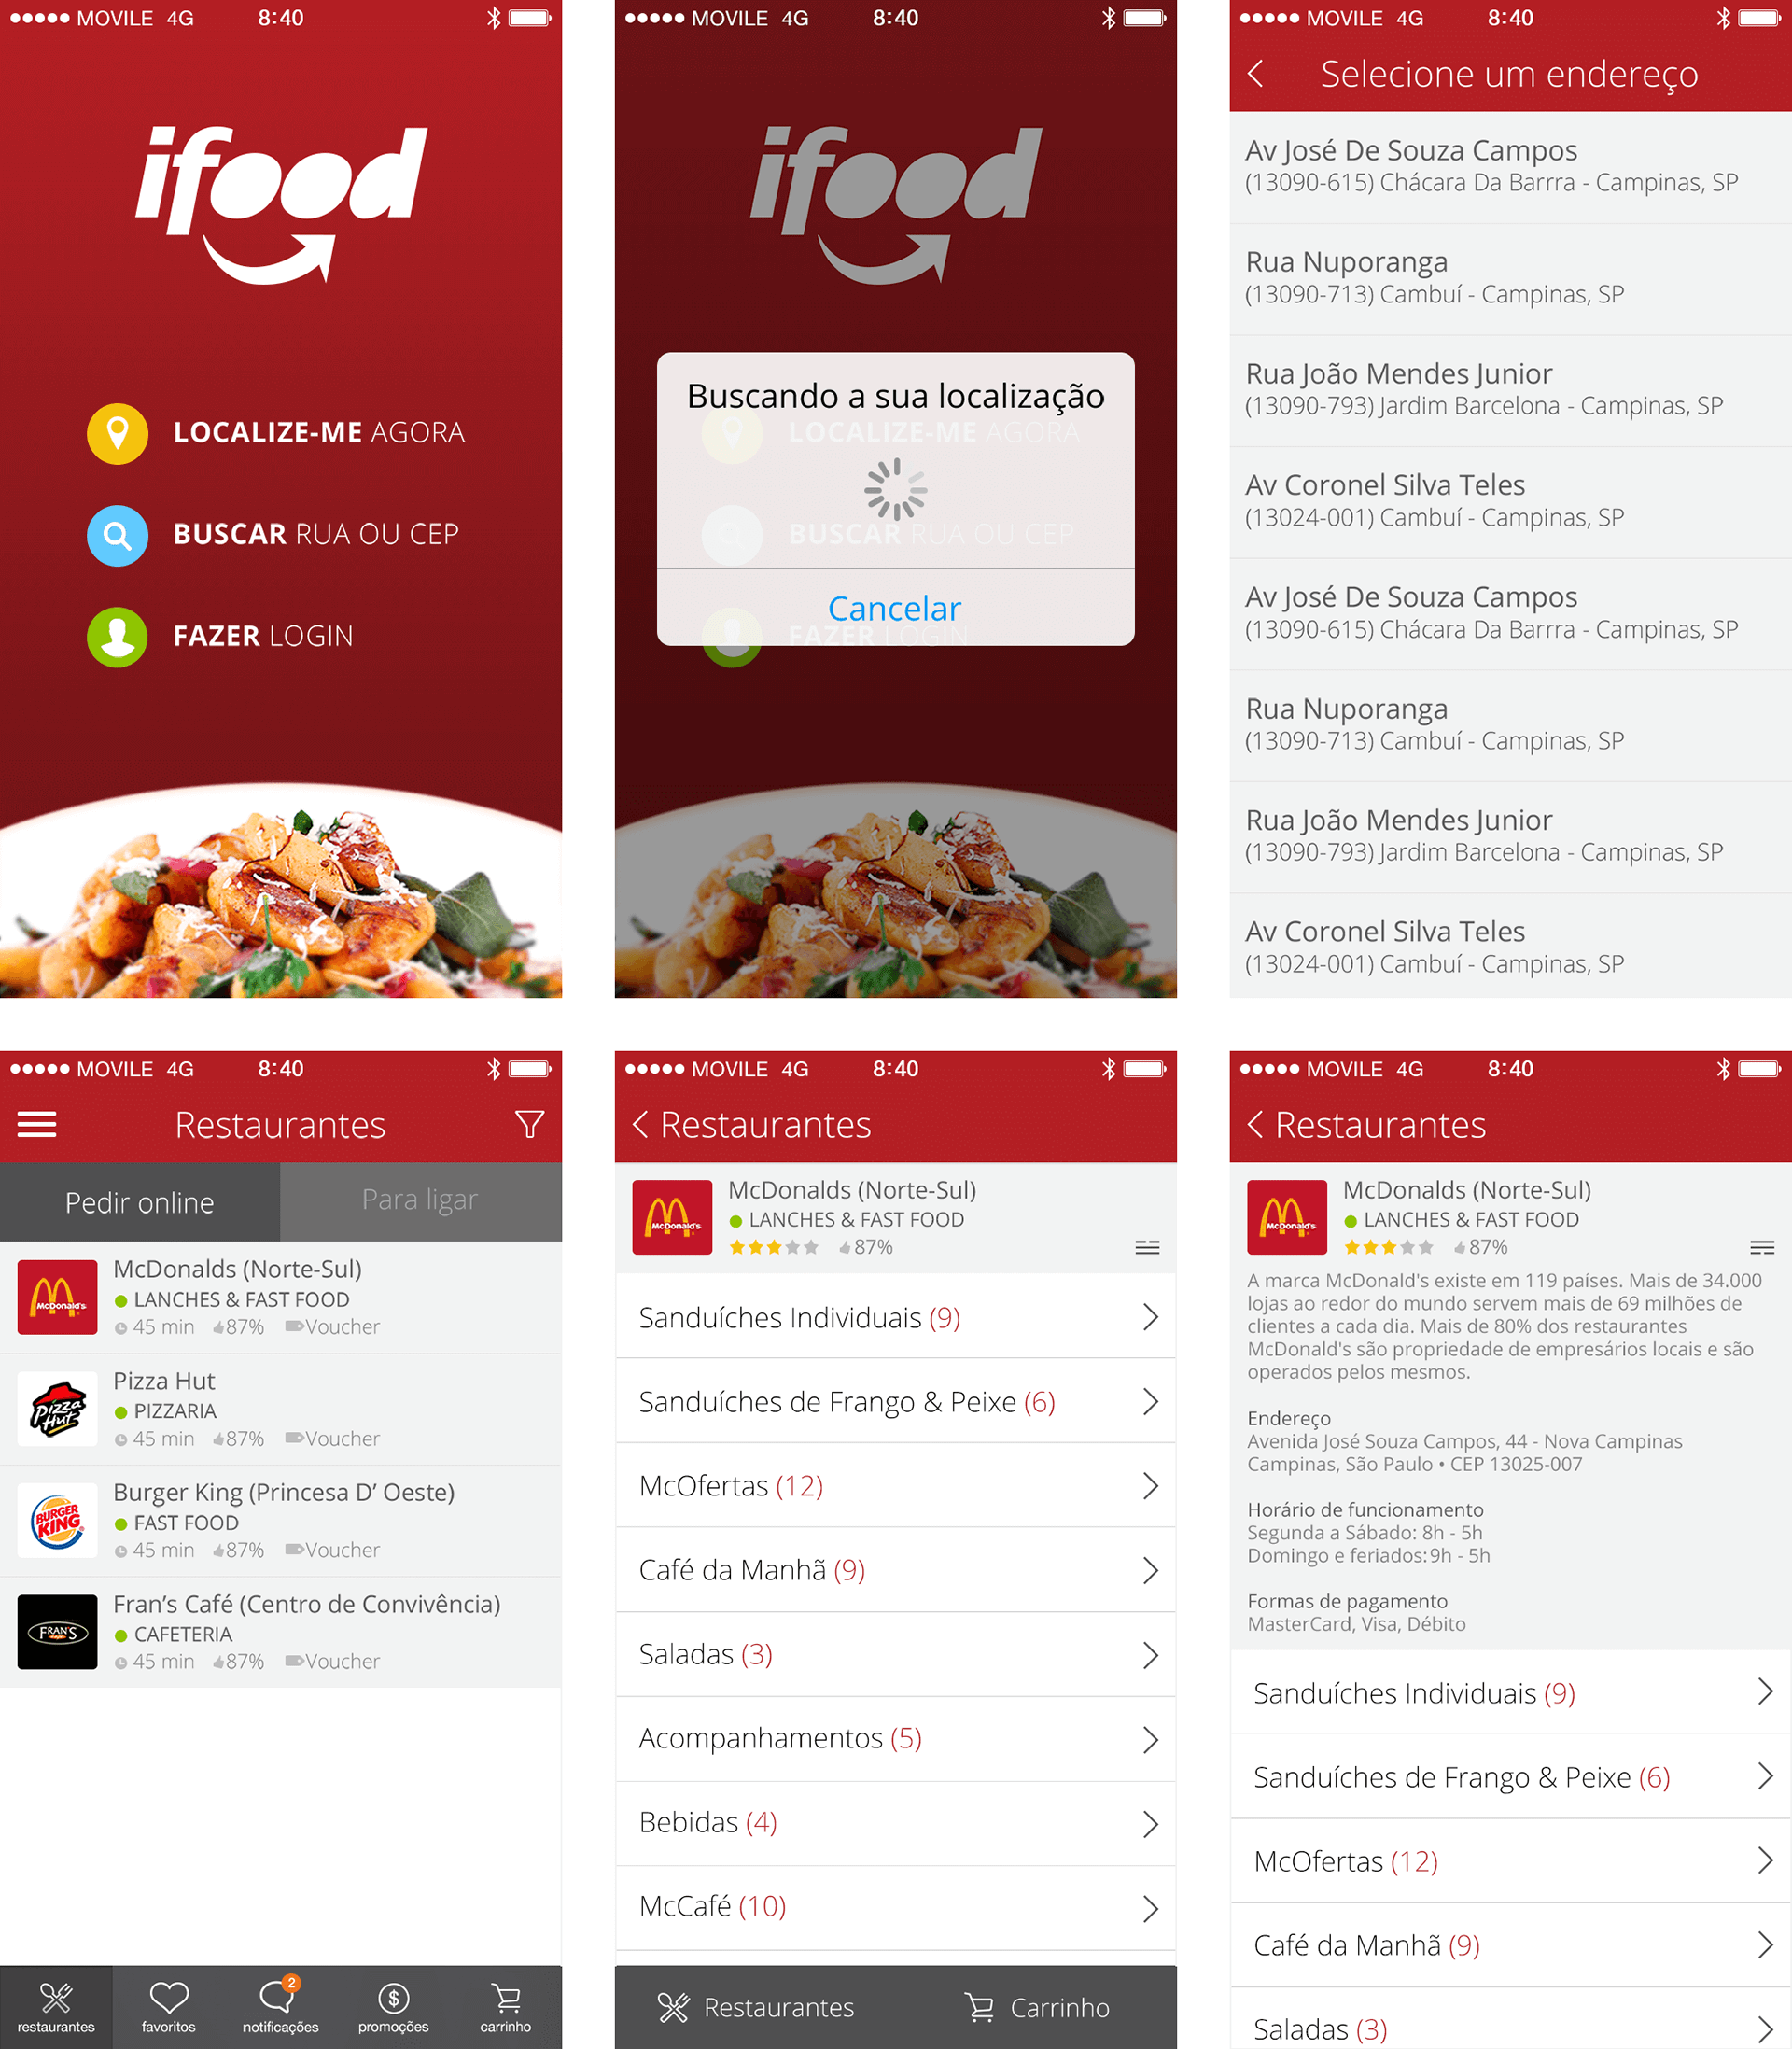 MOVILE 4G 8:40
ifood
LOCALIZE-ME AGORA
BUSCAR RUA OU CEP
FAZER LOGIN
MOVILE 4G 8:40
ifood
Buscando a sua localização
LOCALIZE-ME AGORA
BUSCAR RUA OU CEP
Cancelar
FAZER LOGIN
MOVILE 4G 8:40
Selecione um endereço
Av José De Souza Campos
(13090-615) Chácara Da Barrra - Campinas, SP
Rua Nuporanga
(13090-713) Cambuí - Campinas, SP
Rua João Mendes Junior
(13090-793) Jardim Barcelona - Campinas, SP
Av Coronel Silva Teles
(13024-001) Cambuí - Campinas, SP
Av José De Souza Campos
(13090-615) Chácara Da Barrra - Campinas, SP
Rua Nuporanga
(13090-713) Cambuí - Campinas, SP
Rua João Mendes Junior
(13090-793) Jardim Barcelona - Campinas, SP
Av Coronel Silva Teles
(13024-001) Cambuí - Campinas, SP
MOVILE 4G 8:40
Restaurantes
Pedir online Para ligar
McDonald's
McDonalds (Norte-Sul)
LANCHES & FAST FOOD
45 min 87% Voucher
Pizza Hut
Pizza Hut
PIZZARIA
45 min 87% Voucher
BURGER KING
Burger King (Princesa D’ Oeste)
FAST FOOD
45 min 87% Voucher
FRAN'S
Fran’s Café (Centro de Convivência)
CAFETERIA
45 min 87% Voucher
2
restaurantes favoritos notificações promoções carrinho
MOVILE 4G 8:40
Restaurantes
McDonald's
McDonalds (Norte-Sul)
LANCHES & FAST FOOD
87%
Sanduíches Individuais (9)
Sanduíches de Frango & Peixe (6)
McOfertas (12)
Café da Manhã (9)
Saladas (3)
Acompanhamentos (5)
Bebidas (4)
McCafé (10)
Restaurantes Carrinho
MOVILE 4G 8:40
Restaurantes
McDonald's
McDonalds (Norte-Sul)
LANCHES & FAST FOOD
87%
A marca McDonald's existe em 119 países. Mais de 34.000
lojas ao redor do mundo servem mais de 69 milhões de
clientes a cada dia. Mais de 80% dos restaurantes
McDonald's são propriedade de empresários locais e são
operados pelos mesmos.
Endereço
Avenida José Souza Campos, 44 - Nova Campinas
Campinas, São Paulo • CEP 13025-007
Horário de funcionamento
Segunda a Sábado: 8h - 5h
Domingo e feriados: 9h - 5h
Formas de pagamento
MasterCard, Visa, Débito
Sanduíches Individuais (9)
Sanduíches de Frango & Peixe (6)
McOfertas (12)
Café da Manhã (9)
Saladas (3)